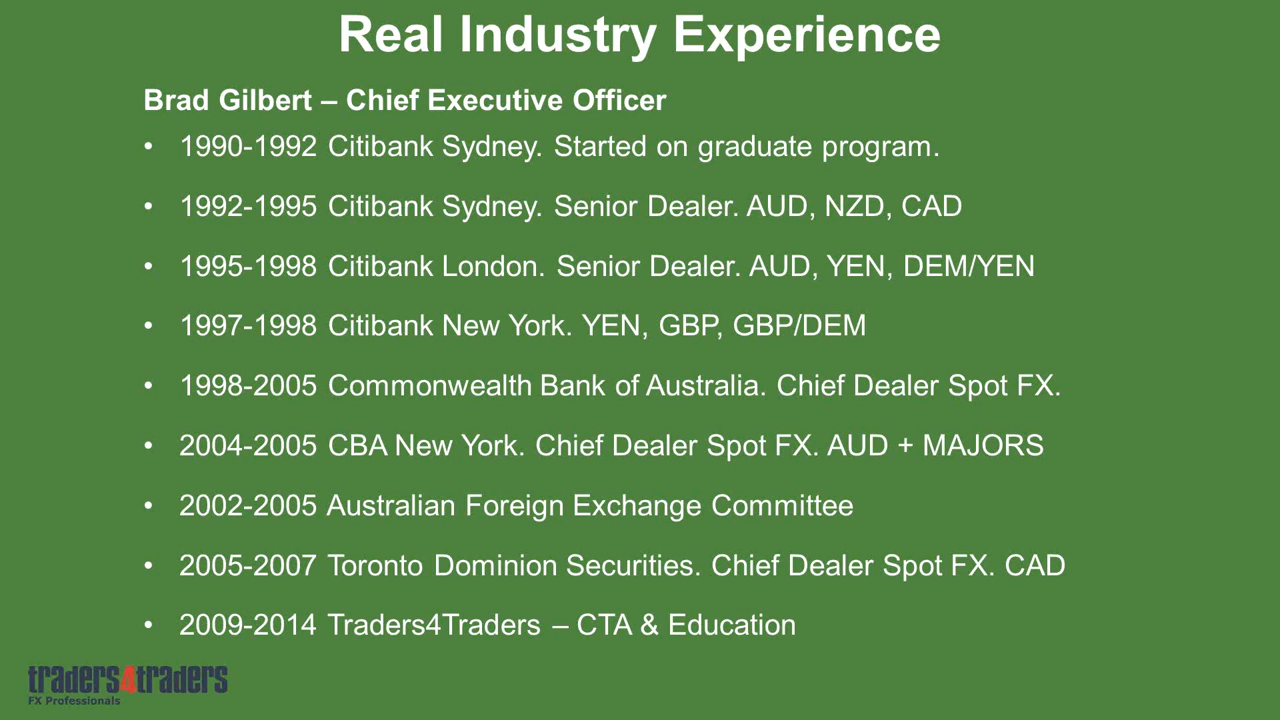 Real Industry Experience
Brad Gilbert – Chief Executive Officer
• 1990-1992 Citibank Sydney. Started on graduate program.
• 1992-1995 Citibank Sydney. Senior Dealer. AUD, NZD, CAD
• 1995-1998 Citibank London. Senior Dealer. AUD, YEN, DEM/YEN
• 1997-1998 Citibank New York. YEN, GBP, GBP/DEM
• 1998-2005 Commonwealth Bank of Australia. Chief Dealer Spot FX.
• 2004-2005 CBA New York. Chief Dealer Spot FX. AUD + MAJORS
• 2002-2005 Australian Foreign Exchange Committee
• 2005-2007 Toronto Dominion Securities. Chief Dealer Spot FX. CAD
• 2009-2014 Traders4Traders – CTA & Education
traders4traders
FX Professionals